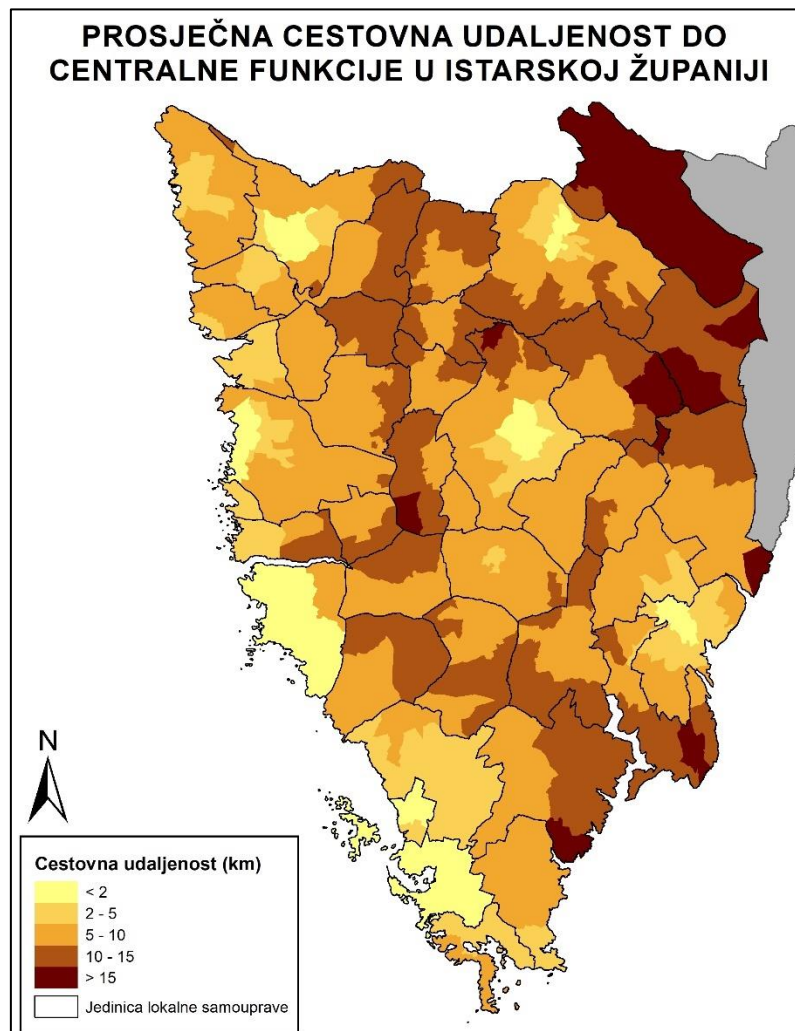 PROSJEČNA CESTOVNA UDALJENOST DO
CENTRALNE FUNKCIJE U ISTARSKOJ ŽUPANIJI
N
Cestovna udaljenost (km)
< 2
2 - 5
5 - 10
10 - 15
> 15
Jedinica lokalne samouprave